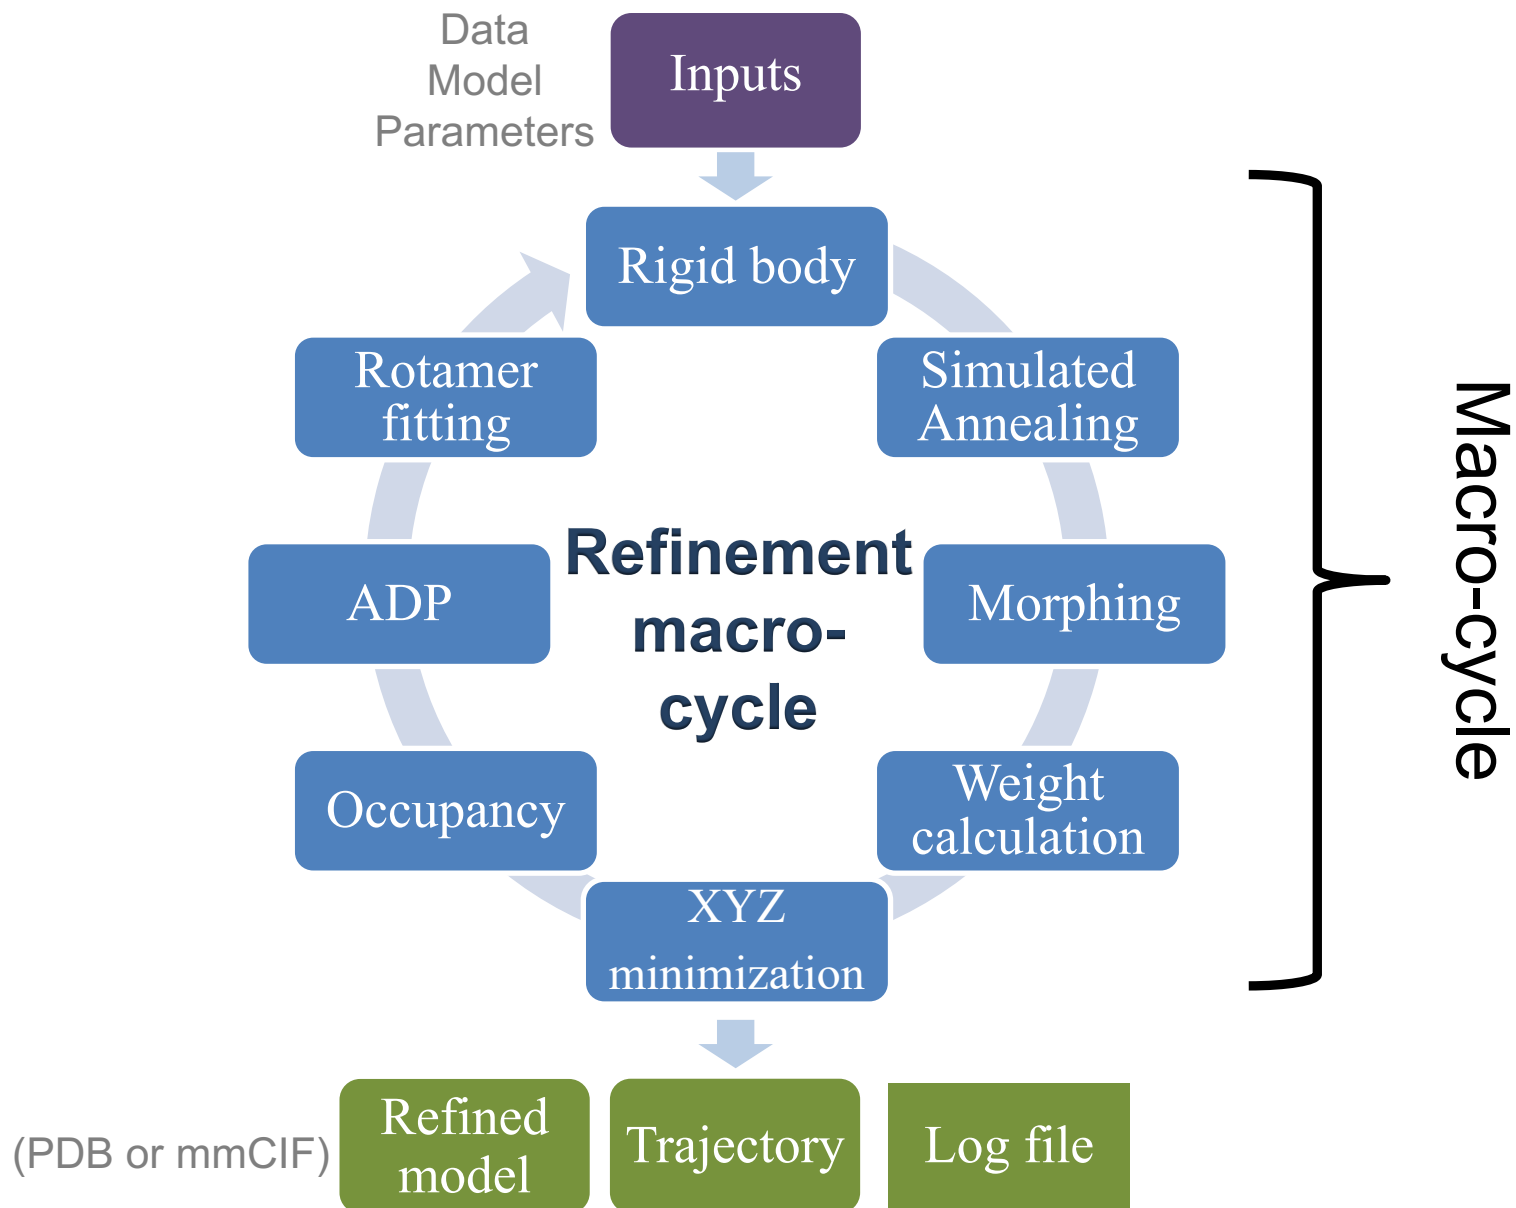 Data
Model
Parameters
Inputs
Rigid body
Simulated
Annealing
Morphing
Weight
calculation
XYZ
minimization
Occupancy
ADP
Rotamer
fitting
Refinement
macro-
cycle
Macro-cycle
(PDB or mmCIF)
Refined
model
Trajectory
Log file